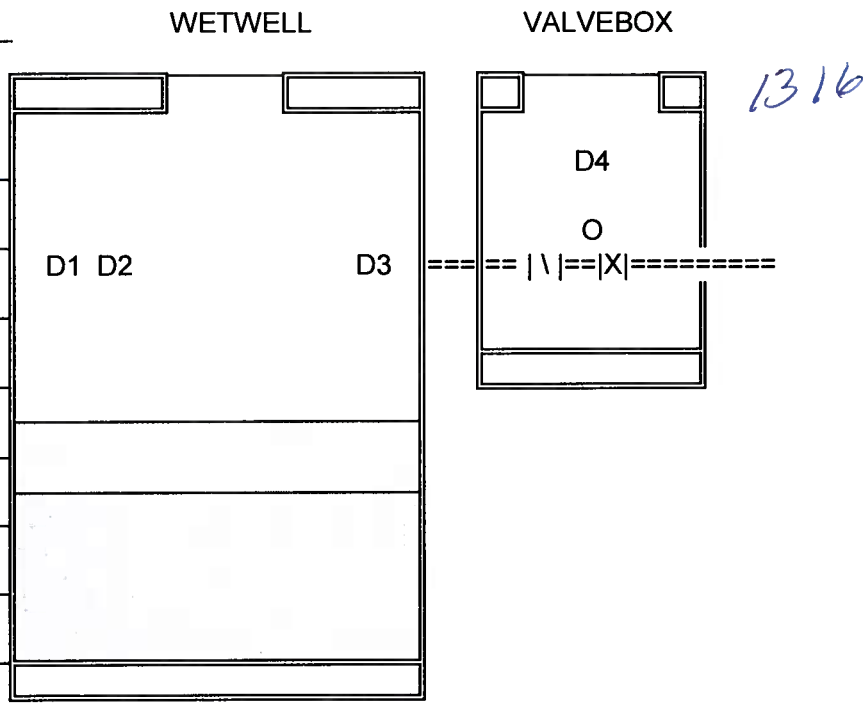 WETWELL VALVEBOX
1316
D4
O
D1 D2 D3 ===== |\|==|X|==========